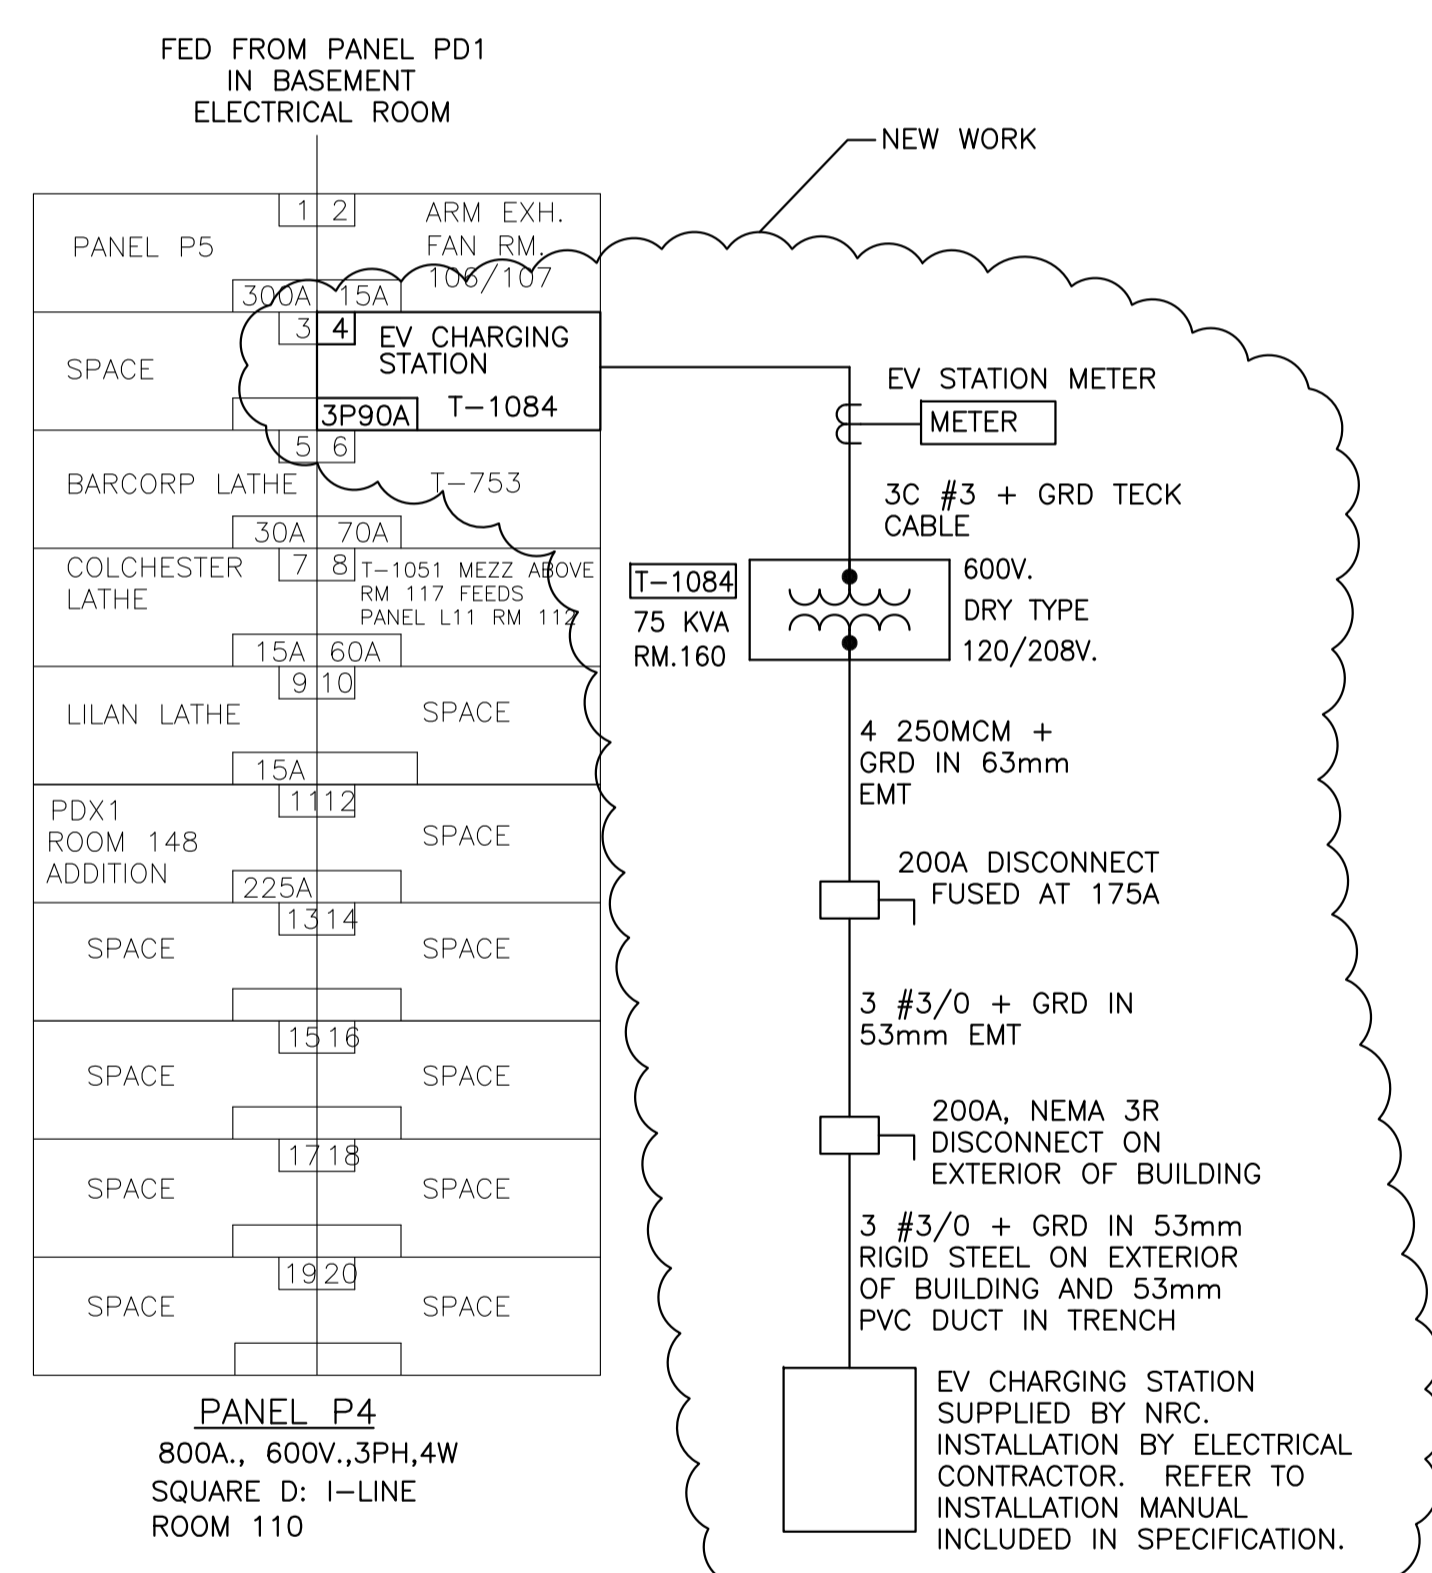 FED FROM PANEL PD1
IN BASEMENT
ELECTRICAL ROOM
NEW WORK
1 2
PANEL P5
ARM EXH.
FAN RM.
106/107
300A 15A
3 4
SPACE
EV CHARGING
STATION
3P90A T-1084
5 6
BARCORP LATHE
T-753
30A 70A
7 8
COLCHESTER
LATHE
T-1051 MEZZ ABOVE
RM 117 FEEDS
PANEL L11 RM 112
15A 60A
9 10
LILAN LATHE
SPACE
15A
11 12
PDX1
ROOM 148
ADDITION
SPACE
225A
13 14
SPACE
SPACE
15 16
SPACE
SPACE
17 18
SPACE
SPACE
19 20
SPACE
SPACE
PANEL P4
800A., 600V.,3PH,4W
SQUARE D: I-LINE
ROOM 110
EV STATION METER
METER
3C #3 + GRD TECK
CABLE
T-1084
75 KVA
RM.160
600V.
DRY TYPE
120/208V.
4 250MCM +
GRD IN 63mm
EMT
200A DISCONNECT
FUSED AT 175A
3 #3/0 + GRD IN
53mm EMT
200A, NEMA 3R
DISCONNECT ON
EXTERIOR OF BUILDING
3 #3/0 + GRD IN 53mm
RIGID STEEL ON EXTERIOR
OF BUILDING AND 53mm
PVC DUCT IN TRENCH
EV CHARGING STATION
SUPPLIED BY NRC.
INSTALLATION BY ELECTRICAL
CONTRACTOR. REFER TO
INSTALLATION MANUAL
INCLUDED IN SPECIFICATION.